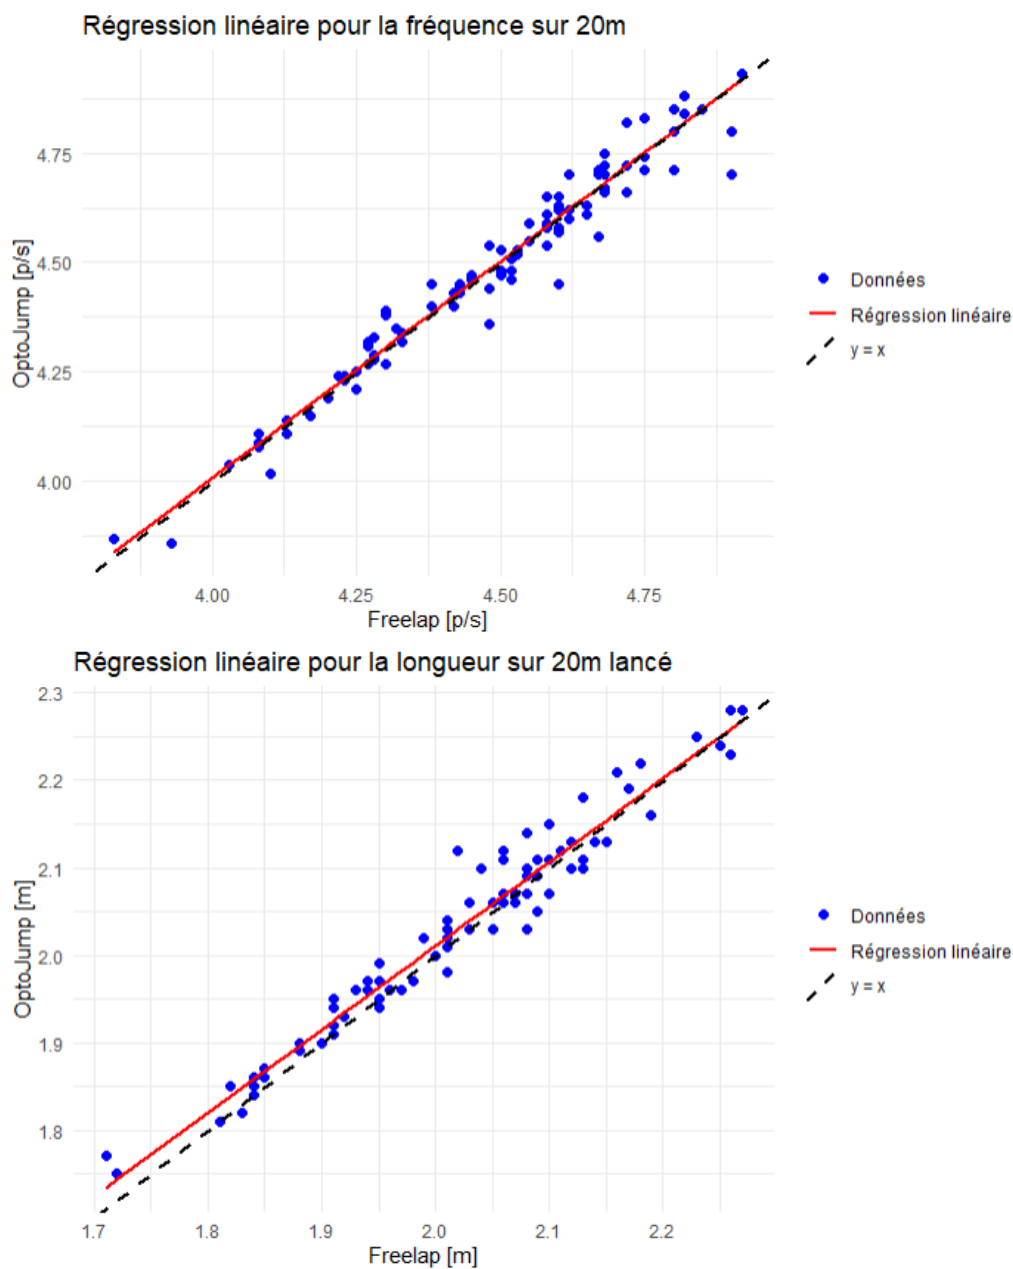 Régression linéaire pour la fréquence sur 20m
OptoJump [p/s]
4.75
4.50
4.25
4.00
4.00 4.25 4.50 4.75
Freelap [p/s]
Données
Régression linéaire
y = x
Régression linéaire pour la longueur sur 20m lancé
OptoJump [m]
2.3
2.2
2.1
2.0
1.9
1.8
1.7 1.8 1.9 2.0 2.1 2.2
Freelap [m]
Données
Régression linéaire
y = x